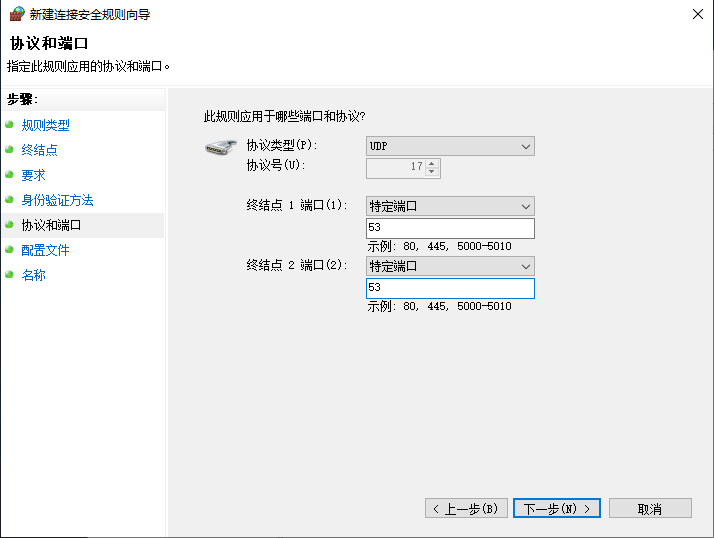 新建连接安全规则向导
协议和端口
指定此规则应用的协议和端口。
步骤:
规则类型
终结点
要求
身份验证方法
协议和端口
配置文件
名称
此规则应用于哪些端口和协议?
协议类型(P): UDP
协议号(U): 17
终结点 1 端口(1): 特定端口
53
示例: 80, 445, 5000-5010
终结点 2 端口(2): 特定端口
53
示例: 80, 445, 5000-5010
< 上一步(B) 下一步(N) > 取消